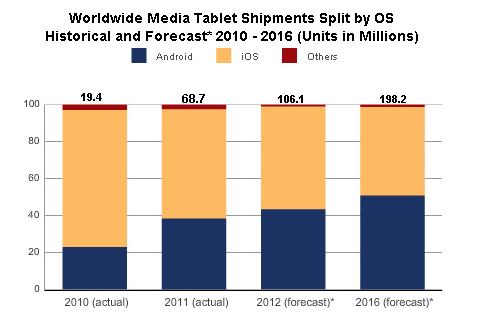 Worldwide Media Tablet Shipments Split by OS
Historical and Forecast* 2010 - 2016 (Units in Millions)
Android iOS Others
19.4 68.7 106.1 198.2
100
80
60
40
20
0
2010 (actual) 2011 (actual) 2012 (forecast)* 2016 (forecast)*